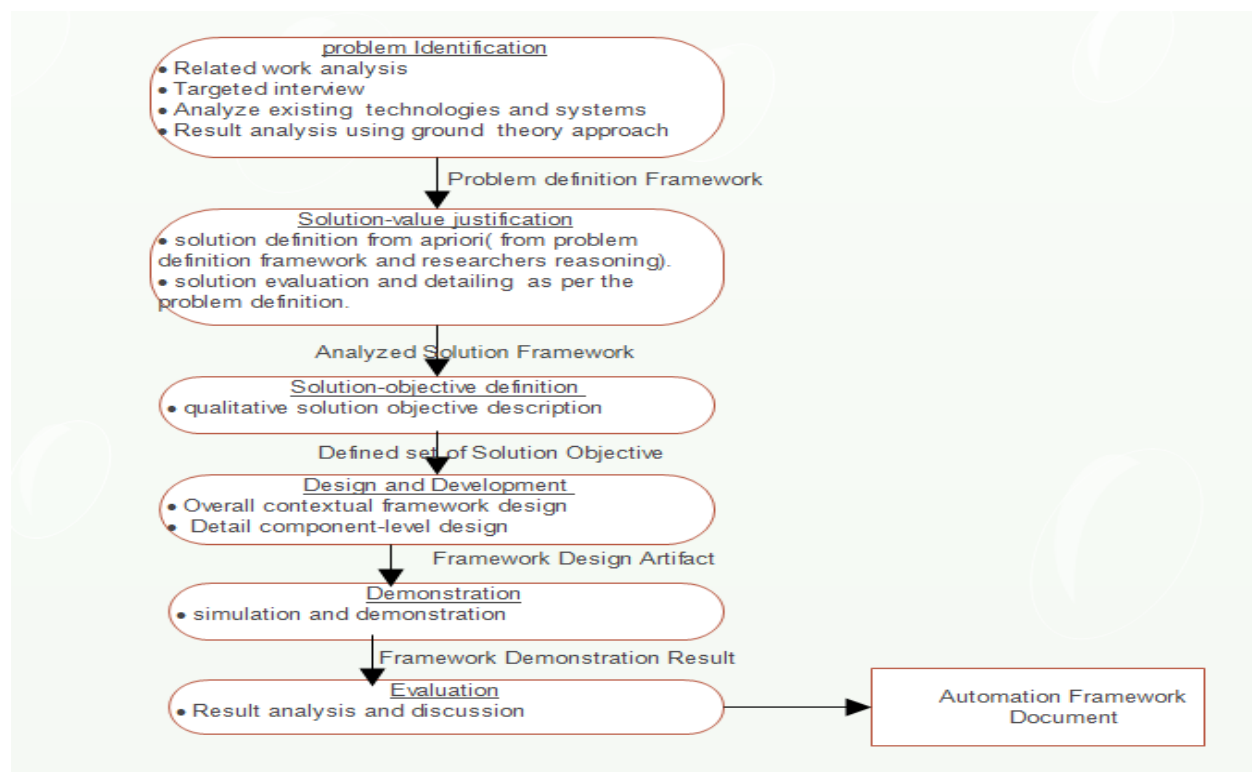 problem Identification
• Related work analysis
• Targeted interview
• Analyze existing technologies and systems
• Result analysis using ground theory approach
Problem definition Framework
Solution-value justification
• solution definition from apriori( from problem
definition framework and researchers reasoning).
• solution evaluation and detailing as per the
problem definition.
Analyzed Solution Framework
Solution-objective definition
• qualitative solution objective description
Defined set of Solution Objective
Design and Development
• Overall contextual framework design
• Detail component-level design
Framework Design Artifact
Demonstration
• simulation and demonstration
Framework Demonstration Result
Evaluation
• Result analysis and discussion
Automation Framework
Document